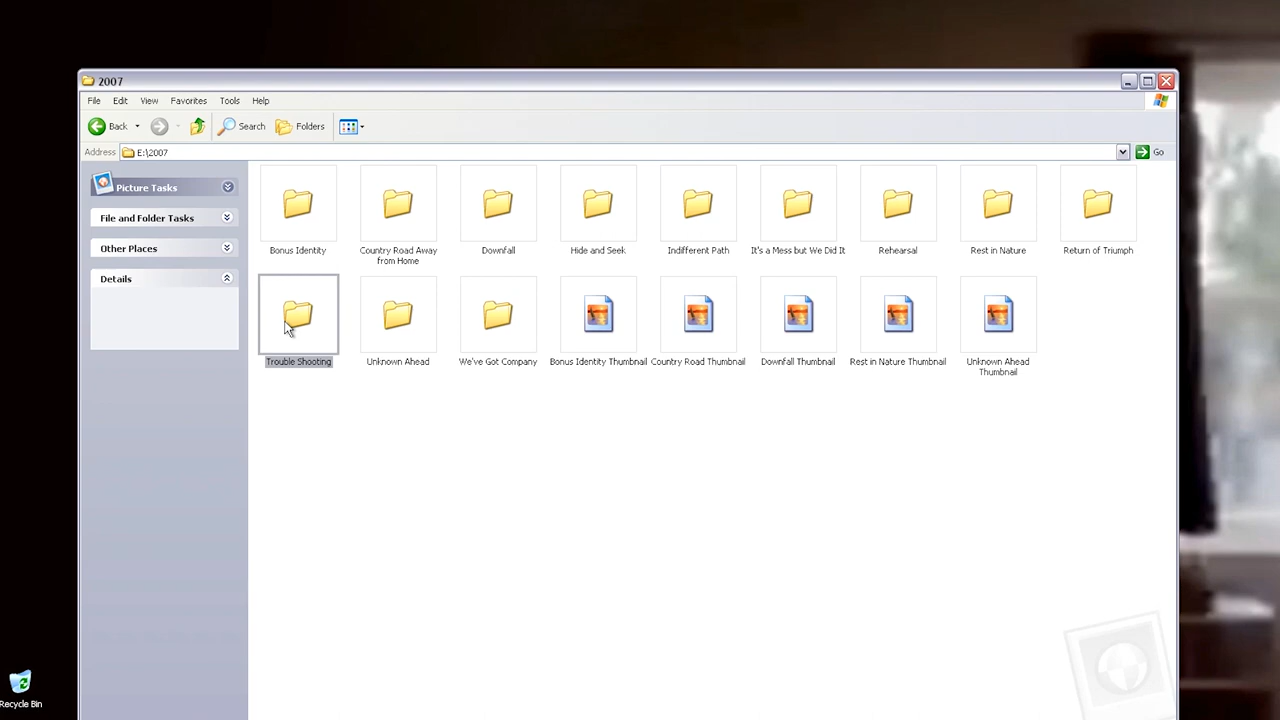 2007
File Edit View Favorites Tools Help
Back Search Folders
Address E:\2007 Go
Picture Tasks
File and Folder Tasks
Other Places
Details
Bonus Identity
Country Road Away
from Home
Downfall
Hide and Seek
Indifferent Path
It's a Mess but We Did It
Rehearsal
Rest in Nature
Return of Triumph
Trouble Shooting
Unknown Ahead
We've Got Company
Bonus Identity Thumbnail
Country Road Thumbnail
Downfall Thumbnail
Rest in Nature Thumbnail
Unknown Ahead
Thumbnail
Recycle Bin